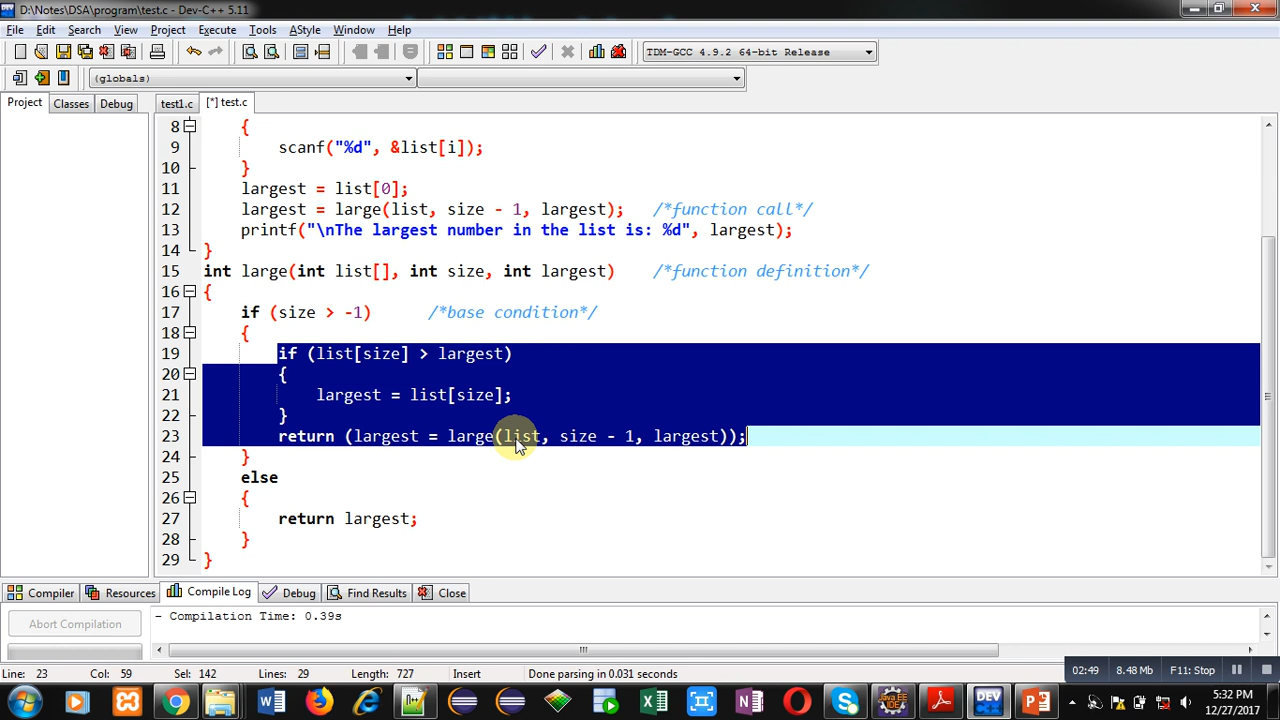 D:\Notes\DSA\program\test.c - Dev-C++ 5.11
File Edit Search View Project Execute Tools AStyle Window Help
TDM-GCC 4.9.2 64-bit Release
(globals)
Project Classes Debug test1.c [*] test.c
8 {
9 scanf("%d", &list[i]);
10 }
11 largest = list[0];
12 largest = large(list, size - 1, largest); /*function call*/
13 printf("\nThe largest number in the list is: %d", largest);
14 }
15 int large(int list[], int size, int largest) /*function definition*/
16 {
17 if (size > -1) /*base condition*/
18 {
19 if (list[size] > largest)
20 {
21 largest = list[size];
22 }
23 return (largest = large(list, size - 1, largest));
24 }
25 else
26 {
27 return largest;
28 }
29 }
Compiler Resources Compile Log Debug Find Results Close
Abort Compilation
- Compilation Time: 0.39s
Line: 23 Col: 59 Sel: 142 Lines: 29 Length: 727 Insert Done parsing in 0.031 seconds
02:49 8.48 Mb F11: Stop
5:32 PM
12/27/2017